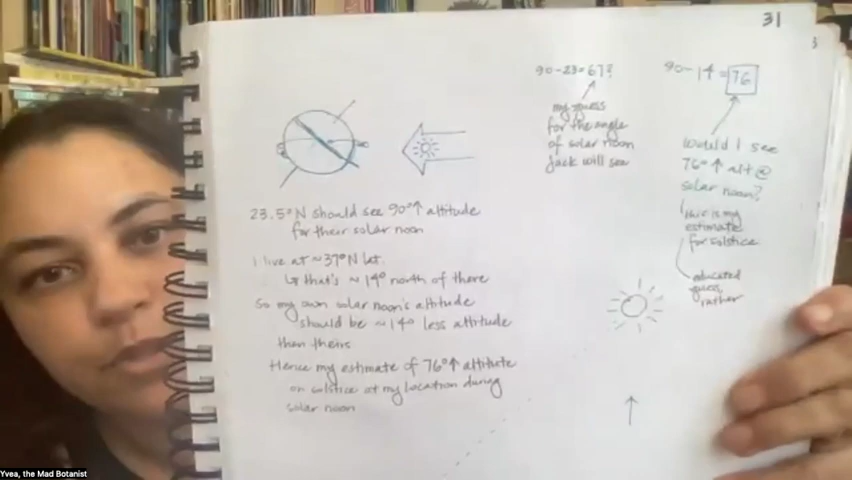 31
90-23=67?
my guess
for the angle
of solar noon
Jack will see
90-14=76
Would I see
76°↑ alt @
solar noon?
this is my
estimate
for solstice
educated
guess,
rather
23.5°N should see 90°↑ altitude
for their solar noon
I live at ~37°N lat.
↳ that's ~14° north of there
So my own solar noon's altitude
should be ~14° less altitude
than theirs
Hence my estimate of 76°↑ altitude
on solstice at my location during
solar noon
Yvea, the Mad Botanist